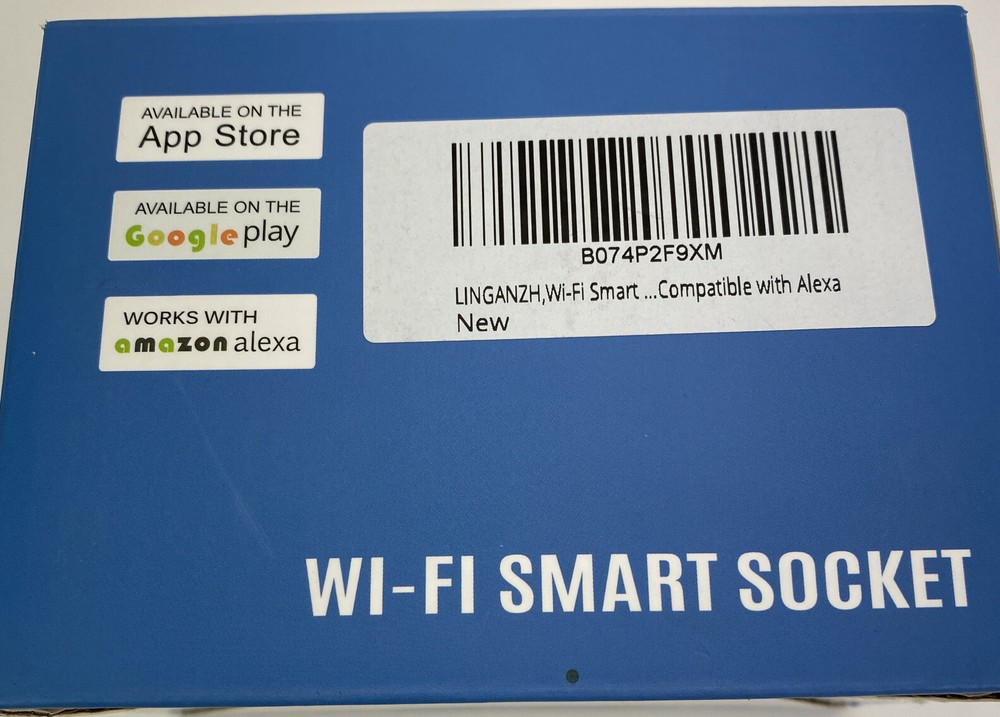 AVAILABLE ON THE
App Store
AVAILABLE ON THE
Google play
WORKS WITH
amazon alexa
B074P2F9XM
LINGANZH,Wi-Fi Smart ...Compatible with Alexa
New
WI-FI SMART SOCKET